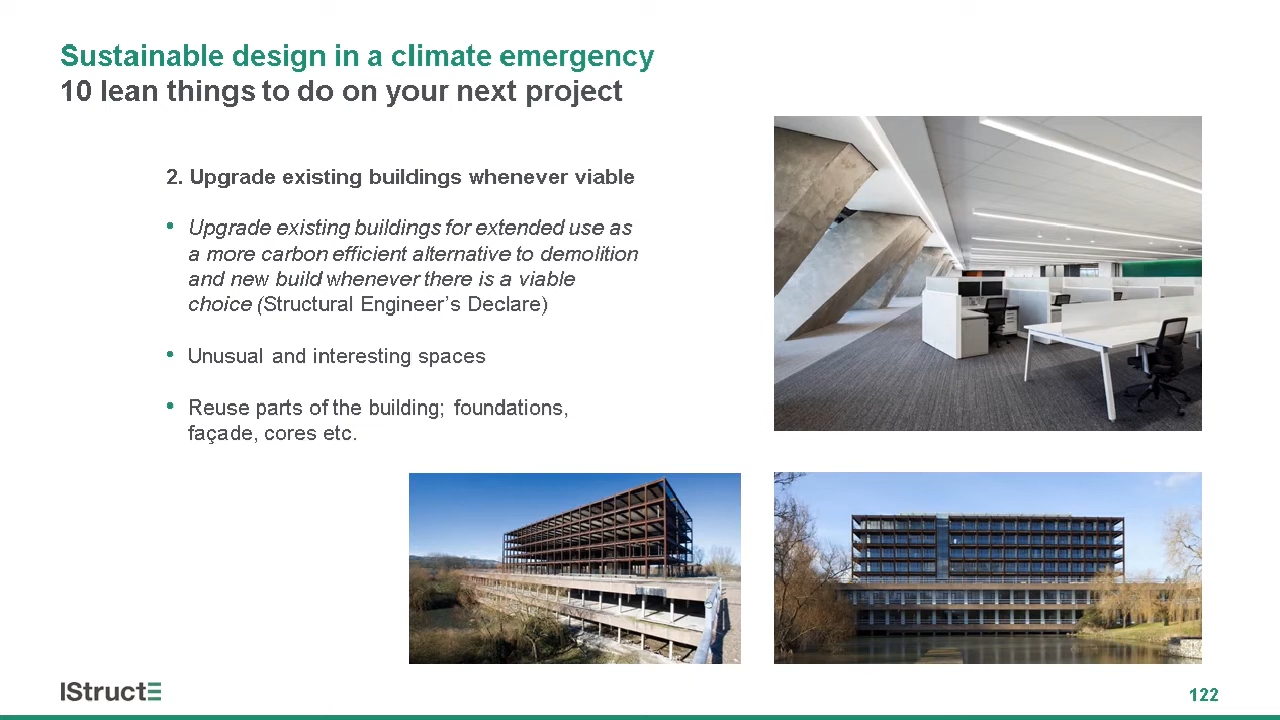 Sustainable design in a climate emergency
10 lean things to do on your next project
2. Upgrade existing buildings whenever viable
• Upgrade existing buildings for extended use as
a more carbon efficient alternative to demolition
and new build whenever there is a viable
choice (Structural Engineer’s Declare)
• Unusual and interesting spaces
• Reuse parts of the building; foundations,
façade, cores etc.
IStructE
122